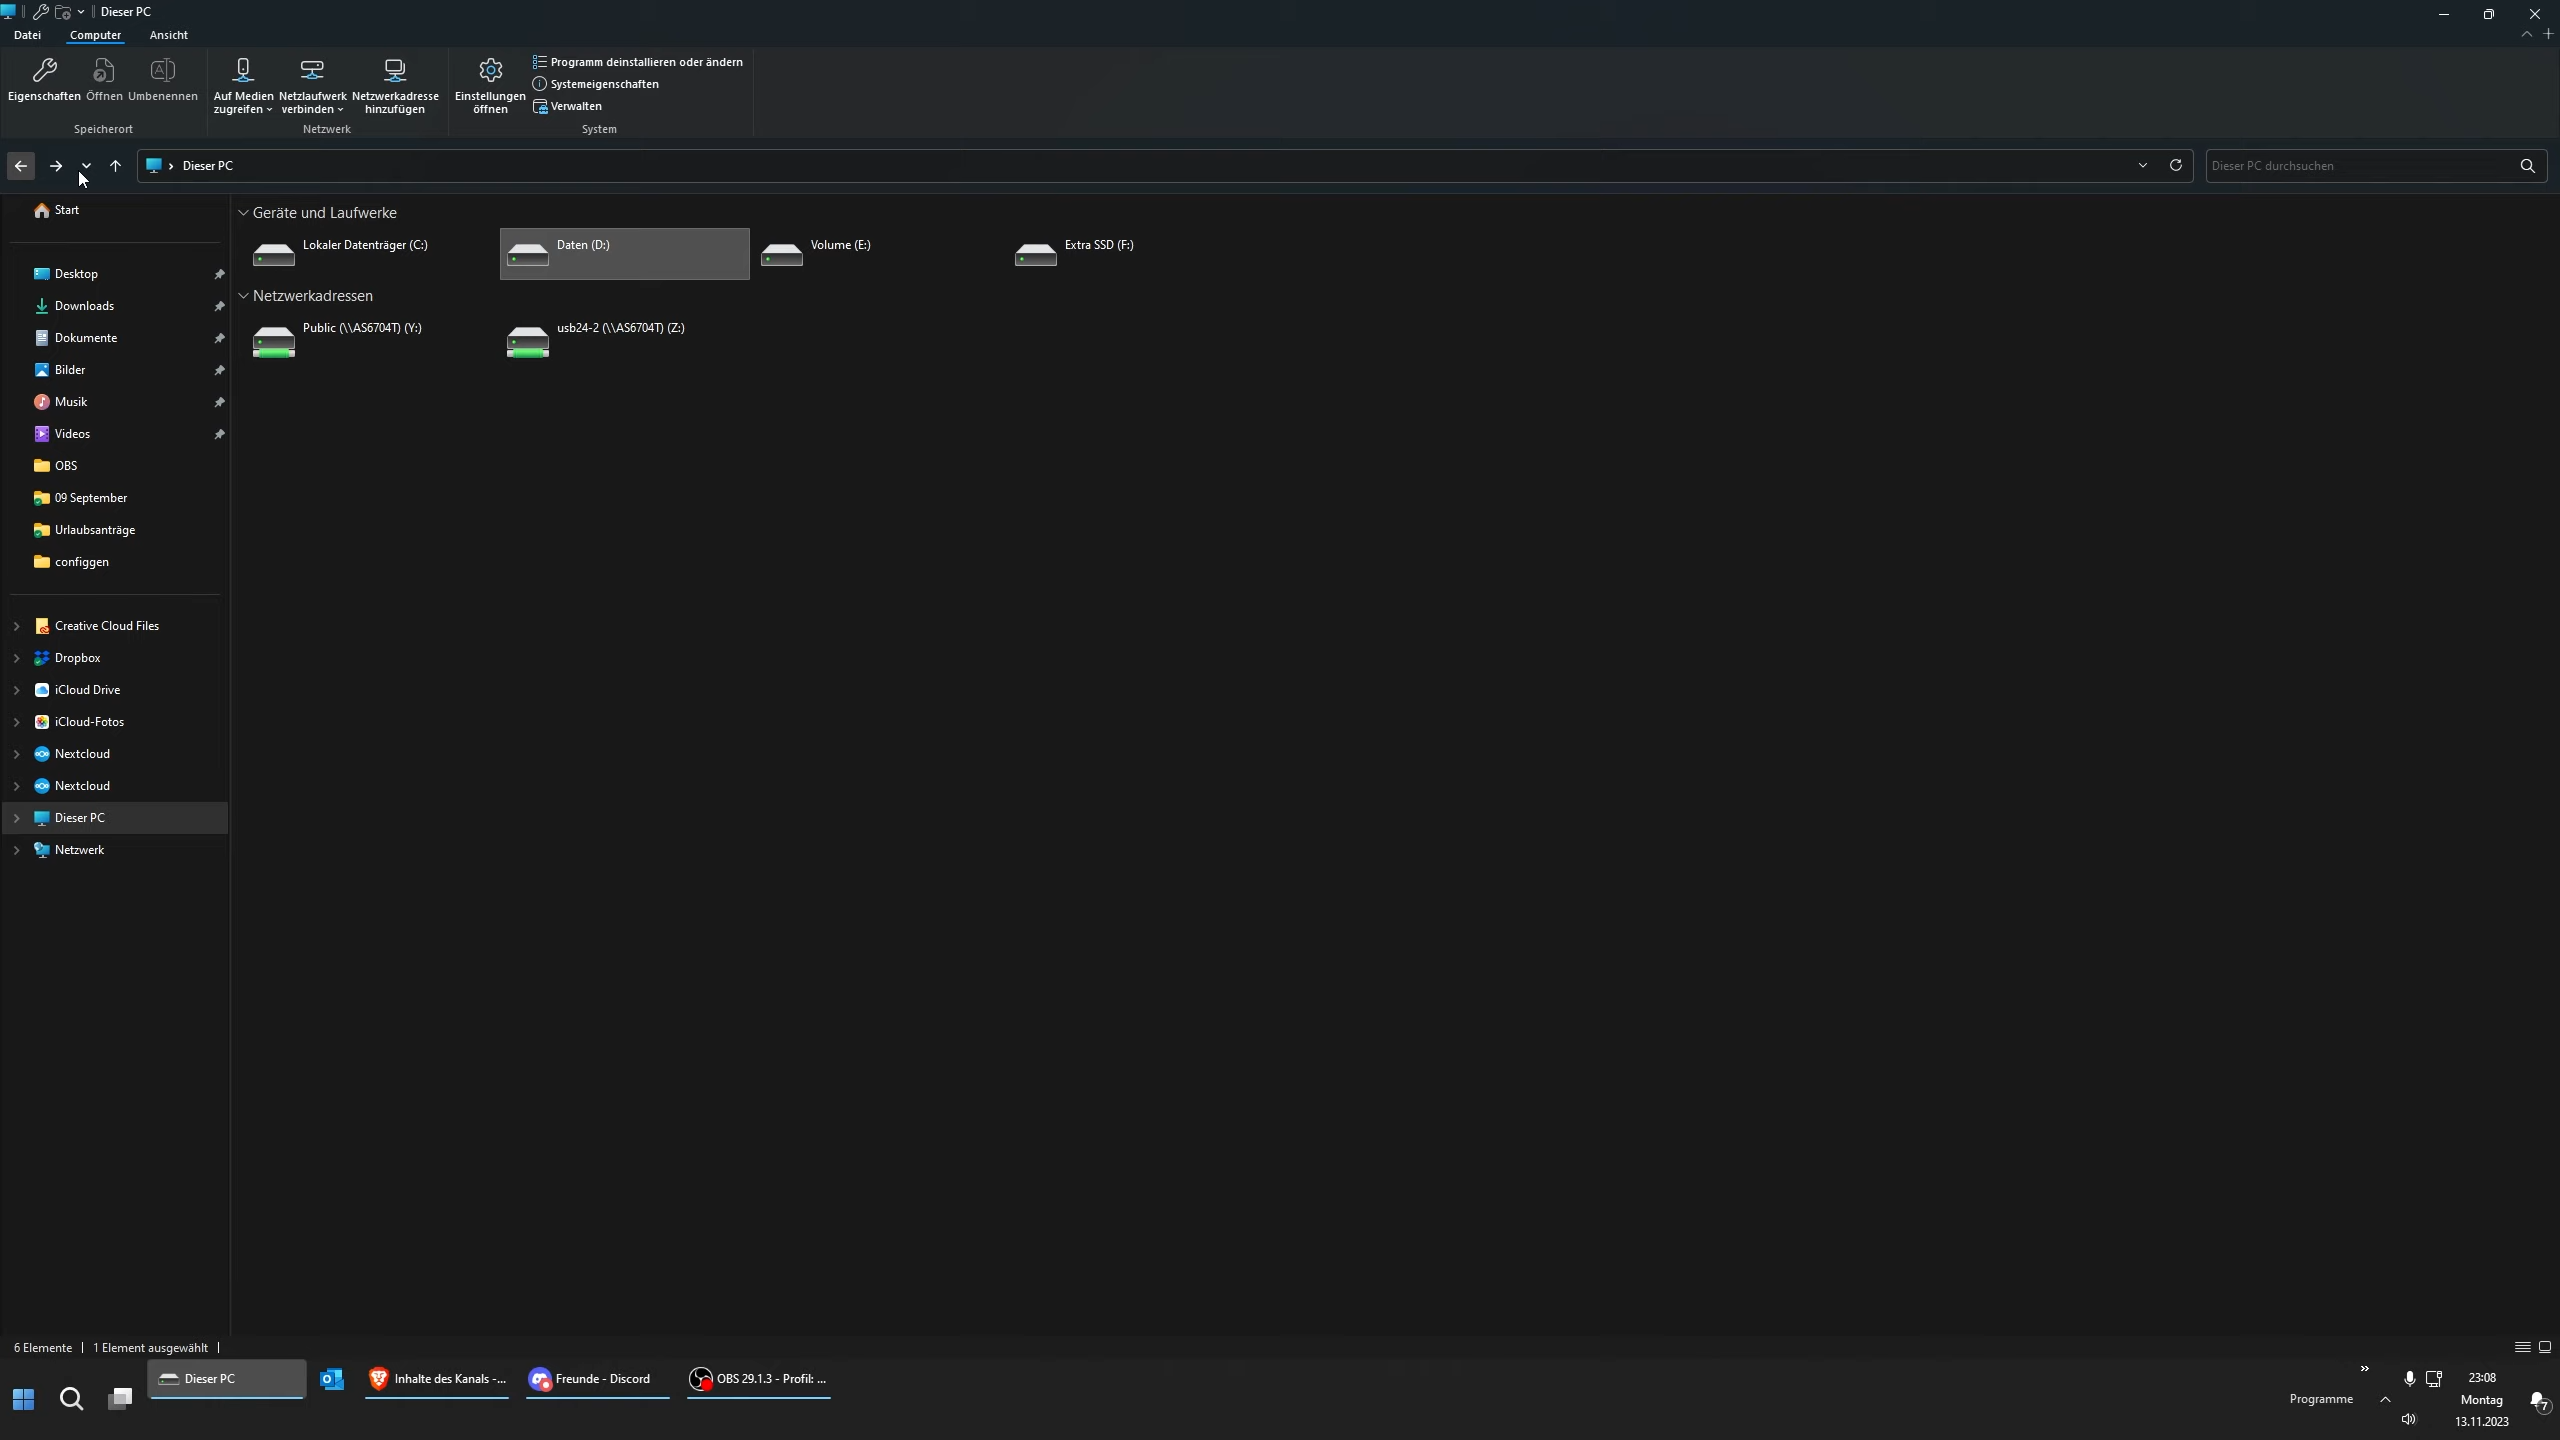 Dieser PC
Datei Computer Ansicht
Eigenschaften Öffnen Umbenennen
Speicherort
Auf Medien zugreifen
Netzlaufwerk verbinden
Netzwerkadresse hinzufügen
Netzwerk
Einstellungen öffnen
Programm deinstallieren oder ändern
Systemeigenschaften
Verwalten
System
Dieser PC
Dieser PC durchsuchen
Start
Desktop
Downloads
Dokumente
Bilder
Musik
Videos
OBS
09 September
Urlaubsanträge
configgen
Creative Cloud Files
Dropbox
iCloud Drive
iCloud-Fotos
Nextcloud
Nextcloud
Dieser PC
Netzwerk
Geräte und Laufwerke
Lokaler Datenträger (C:)
Daten (D:)
Volume (E:)
Extra SSD (F:)
Netzwerkadressen
Public (\\AS6704T) (Y:)
usb24-2 (\\AS6704T) (Z:)
6 Elemente
1 Element ausgewählt
Dieser PC
Inhalte des Kanals -...
Freunde - Discord
OBS 29.1.3 - Profil: ...
Programme
23:08
Montag
13.11.2023
7